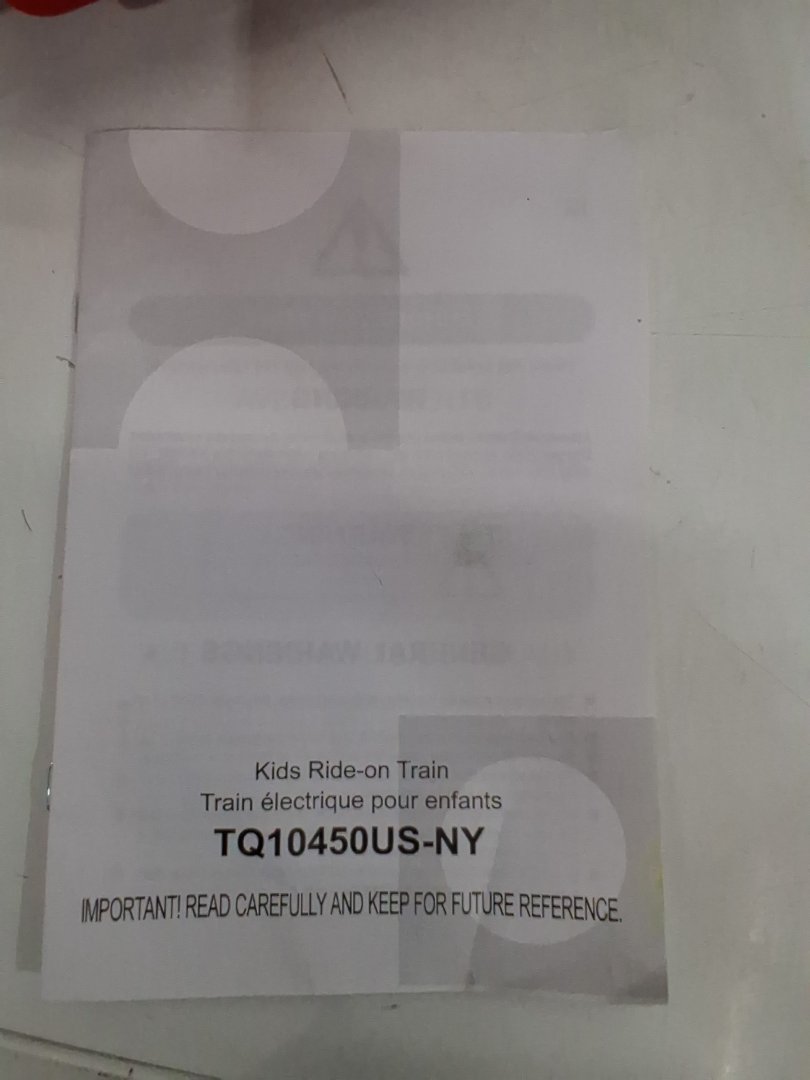 Kids Ride-on Train
Train électrique pour enfants
TQ10450US-NY
IMPORTANT! READ CAREFULLY AND KEEP FOR FUTURE REFERENCE.